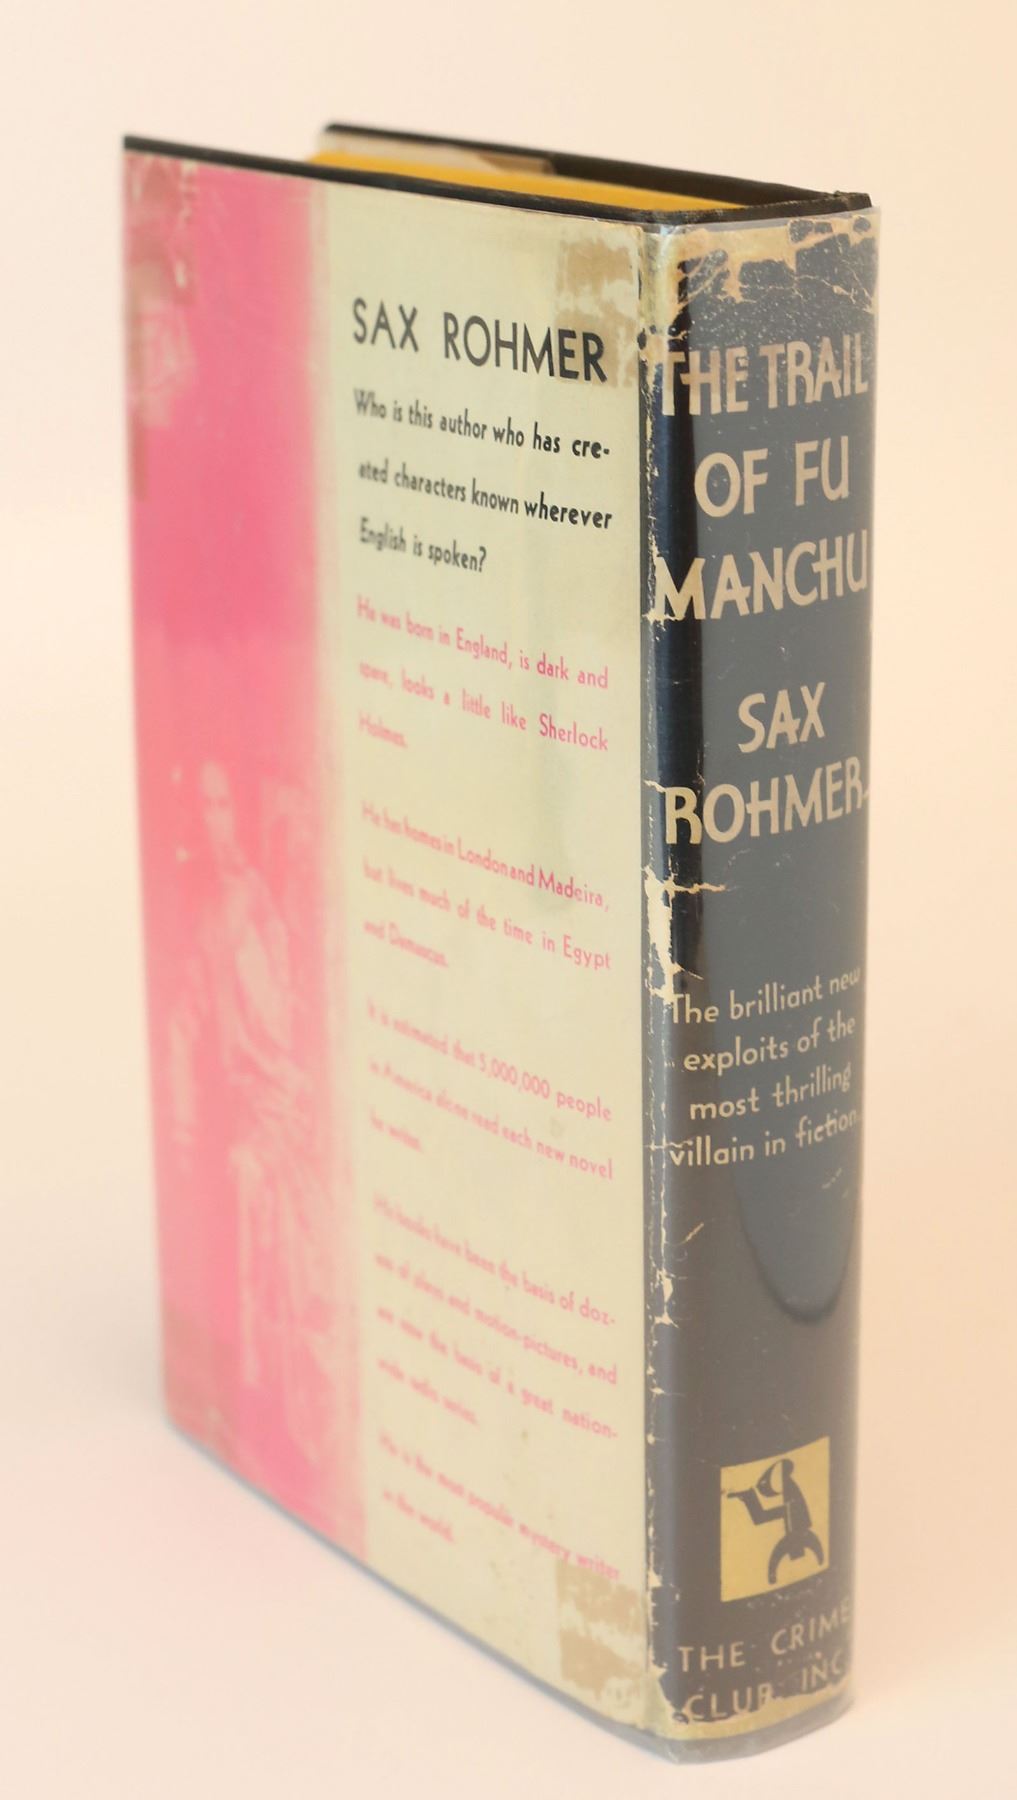 SAX ROHMER
Who is this author who has cre-
ated characters known wherever
English is spoken?
He was born in England, is dark and
spare, looks a little like Sherlock
Holmes.
He has homes in London and Madeira,
but lives much of the time in Egypt
and Damascus.
It is estimated that 5,000,000 people
in America alone read each new novel
he writes.
His books have been the basis of doz-
ens of plays and motion-pictures, and
are now the basis of a great nation-
wide radio series.
He is the most popular mystery writer
in the world.
THE TRAIL
OF FU
MANCHU
SAX
ROHMER
The brilliant new
exploits of the
most thrilling
villain in fiction.
THE CRIME
CLUB INC